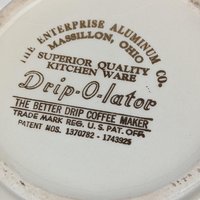 THE ENTERPRISE ALUMINUM CO.
MASSILLON, OHIO
SUPERIOR QUALITY
KITCHEN WARE
Drip-O-lator
THE BETTER DRIP COFFEE MAKER
TRADE MARK REG. U.S. PAT. OFF.
PATENT NOS. 1370782 - 1743925